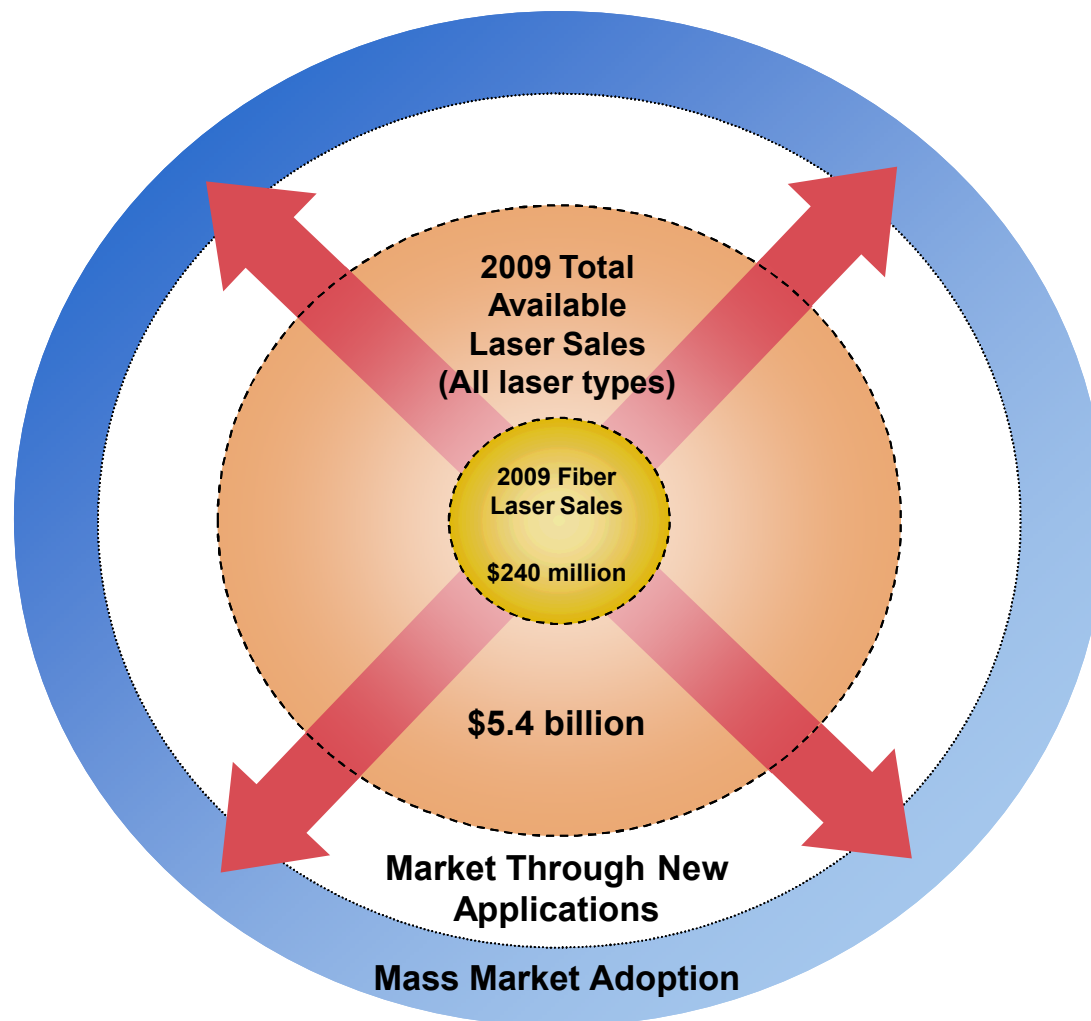 2009 Total
Available
Laser Sales
(All laser types)
2009 Fiber
Laser Sales
$240 million
$5.4 billion
Market Through New
Applications
Mass Market Adoption